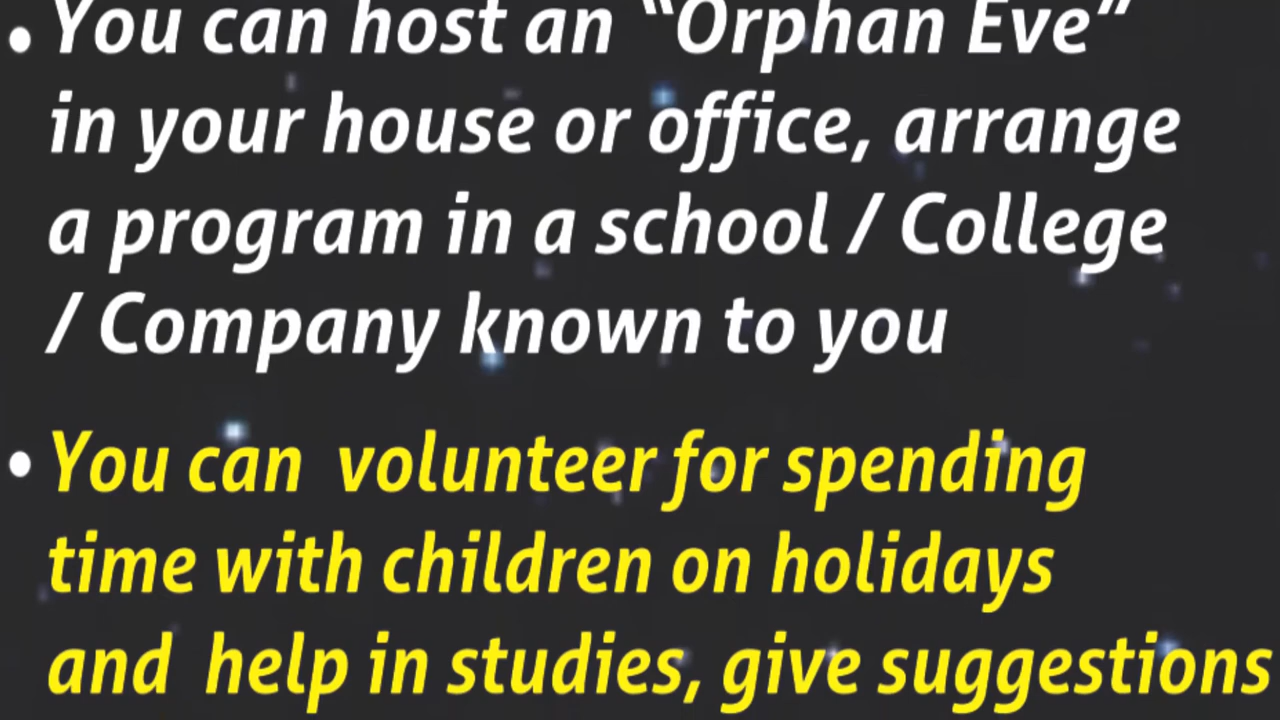 • You can host an “Orphan Eve”
in your house or office, arrange
a program in a school / College
/ Company known to you
• You can volunteer for spending
time with children on holidays
and help in studies, give suggestions